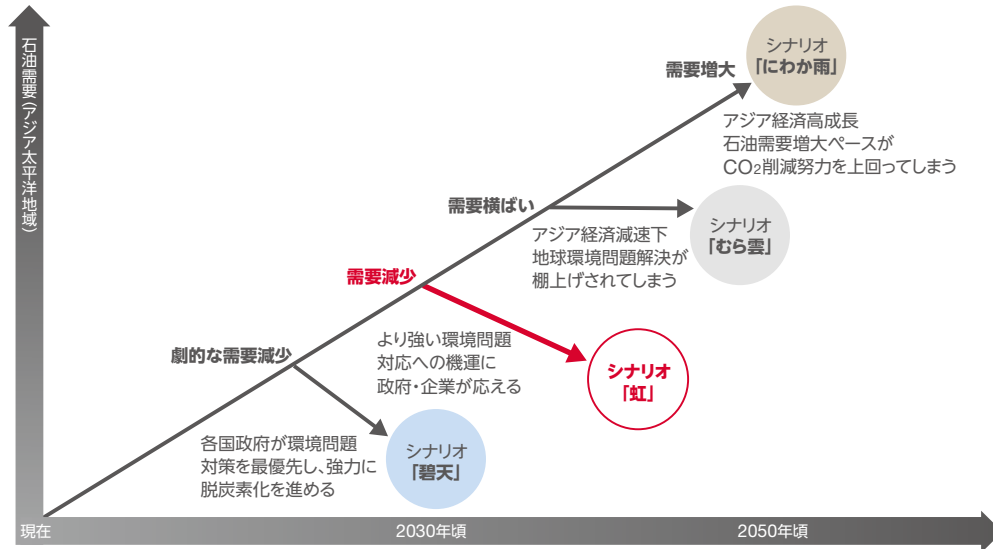 石油需要(アジア太平洋地域)
シナリオ
「にわか雨」
需要増大
アジア経済高成長
石油需要増大ペースが
CO2削減努力を上回ってしまう
需要横ばい
シナリオ
「むら雲」
アジア経済減速下
地球環境問題解決が
棚上げされてしまう
需要減少
より強い環境問題
対応への機運に
政府・企業が応える
シナリオ
「虹」
劇的な需要減少
各国政府が環境問題
対策を最優先し、強力に
脱炭素化を進める
シナリオ
「碧天」
現在
2030年頃
2050年頃